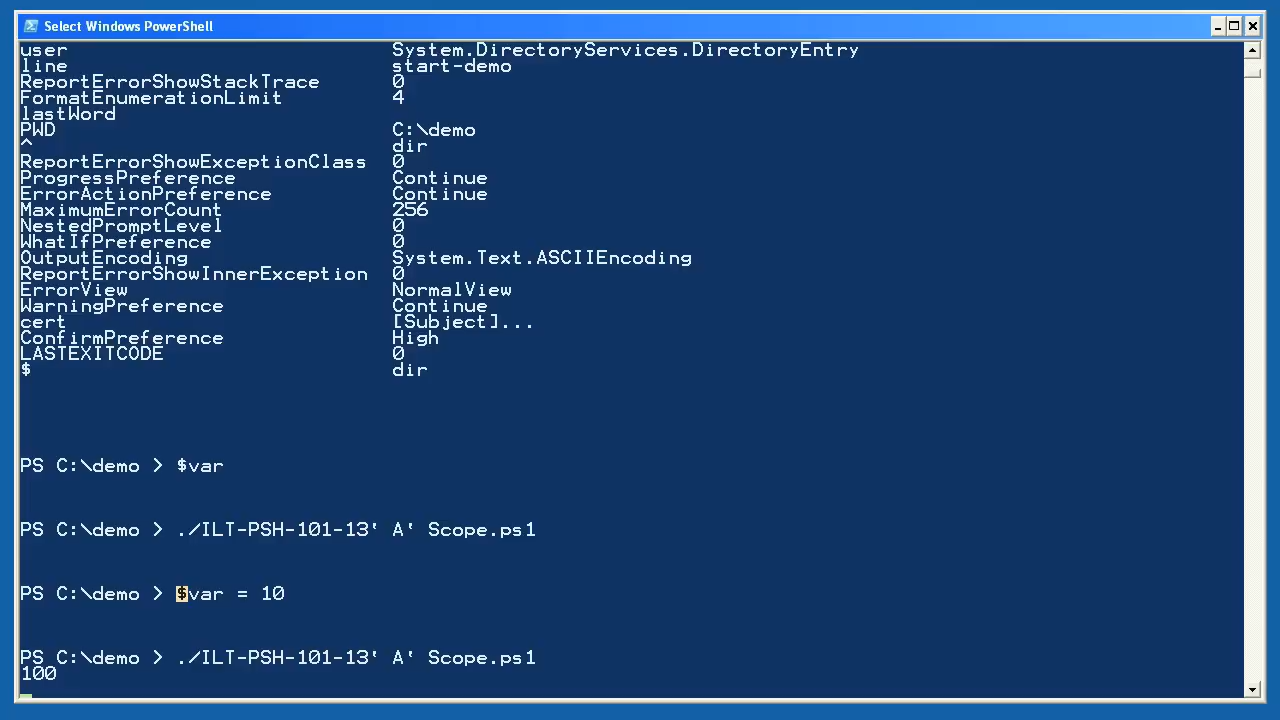 Select Windows PowerShell
user System.DirectoryServices.DirectoryEntry
line start-demo
ReportErrorShowStackTrace 0
FormatEnumerationLimit 4
lastWord
PWD C:\demo
^ dir
ReportErrorShowExceptionClass 0
ProgressPreference Continue
ErrorActionPreference Continue
MaximumErrorCount 256
NestedPromptLevel 0
WhatIfPreference 0
OutputEncoding System.Text.ASCIIEncoding
ReportErrorShowInnerException 0
ErrorView NormalView
WarningPreference Continue
cert [Subject]...
ConfirmPreference High
LASTEXITCODE 0
$ dir
PS C:\demo > $var
PS C:\demo > ./ILT-PSH-101-13' A' Scope.ps1
PS C:\demo > $var = 10
PS C:\demo > ./ILT-PSH-101-13' A' Scope.ps1
100